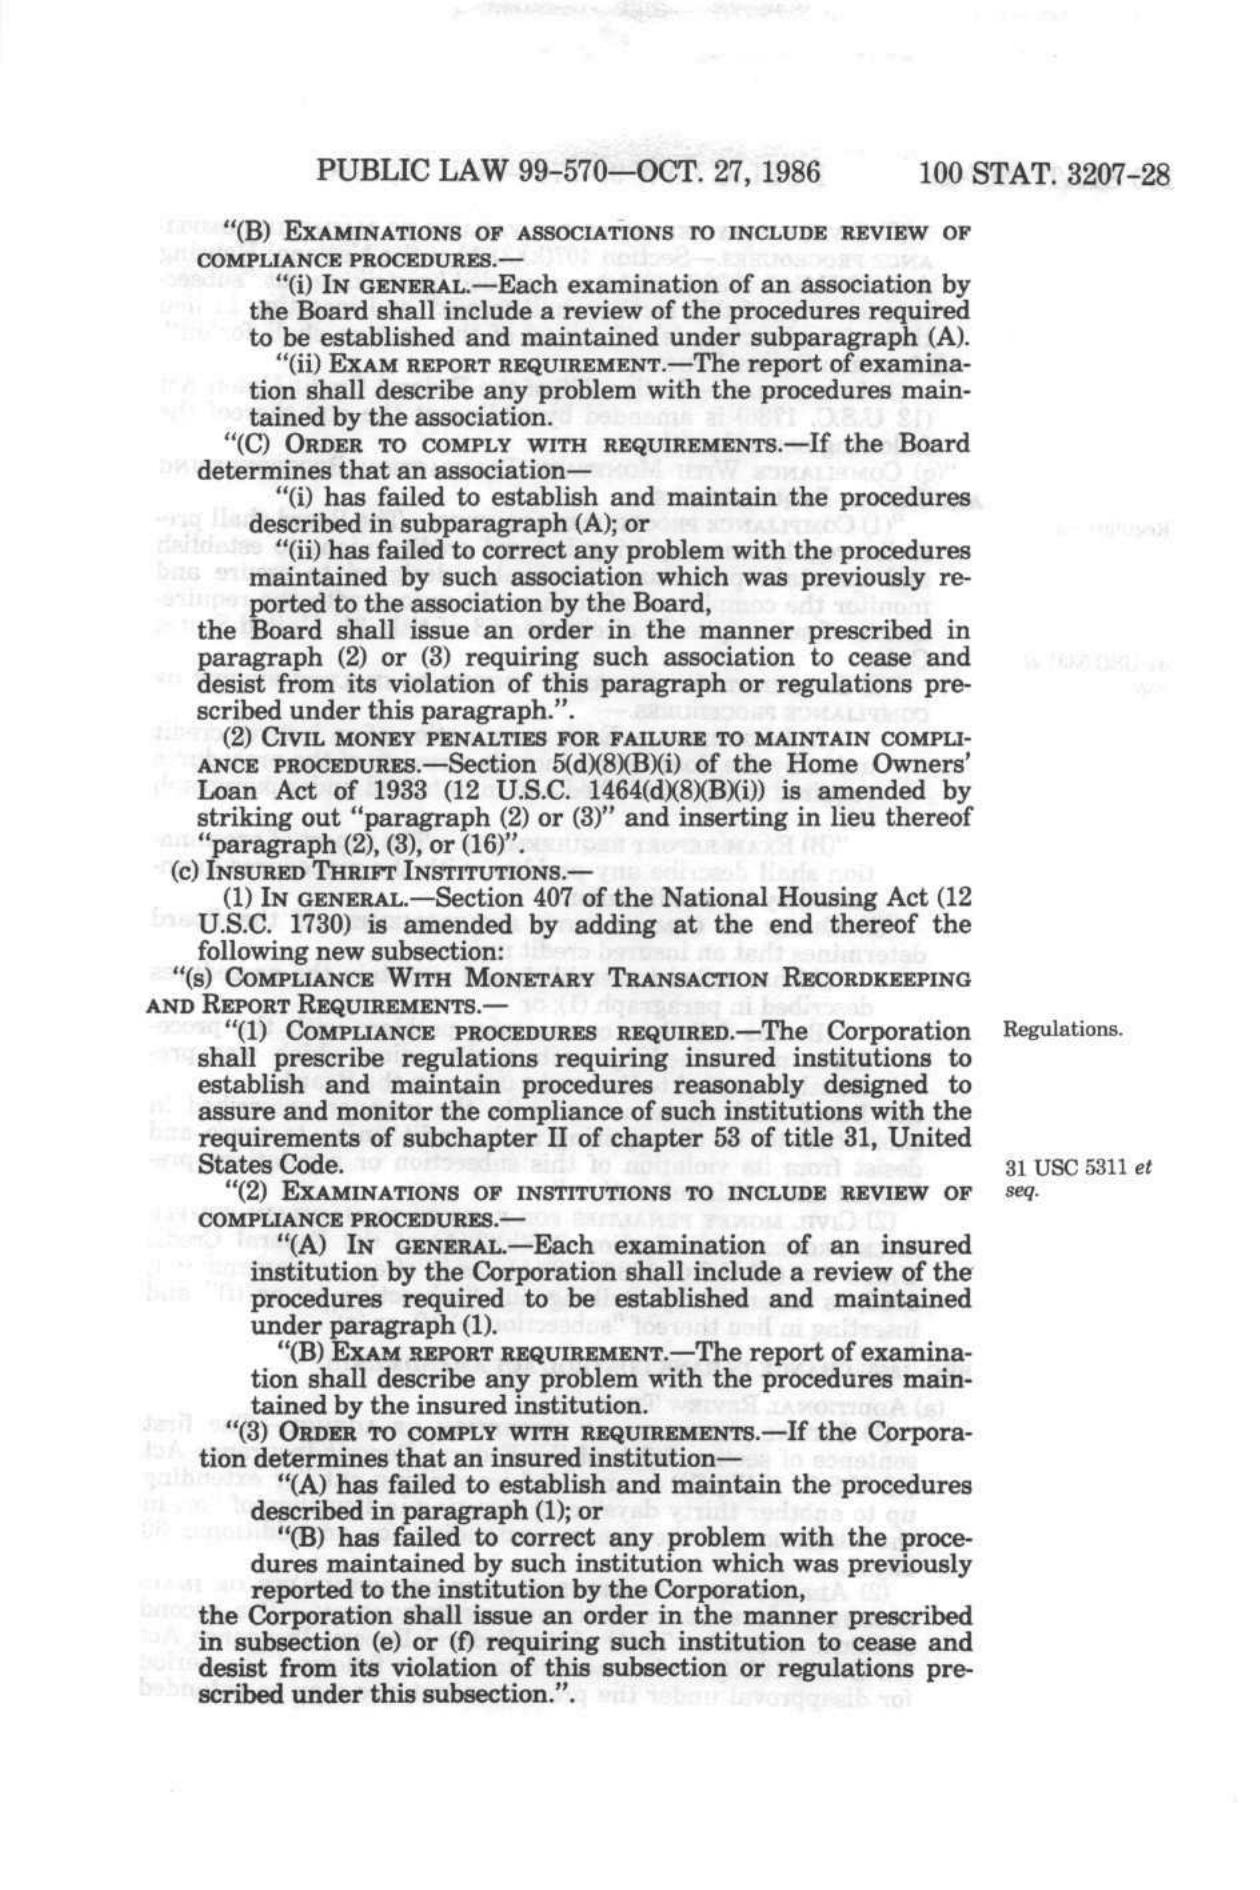 PUBLIC LAW 99-570—OCT. 27, 1986 100 STAT. 3207-28
“(B) EXAMINATIONS OF ASSOCIATIONS TO INCLUDE REVIEW OF
COMPLIANCE PROCEDURES.—
“(i) IN GENERAL.—Each examination of an association by
the Board shall include a review of the procedures required
to be established and maintained under subparagraph (A).
“(ii) EXAM REPORT REQUIREMENT.—The report of examina-
tion shall describe any problem with the procedures main-
tained by the association.
“(C) ORDER TO COMPLY WITH REQUIREMENTS.—If the Board
determines that an association—
“(i) has failed to establish and maintain the procedures
described in subparagraph (A); or
“(ii) has failed to correct any problem with the procedures
maintained by such association which was previously re-
ported to the association by the Board,
the Board shall issue an order in the manner prescribed in
paragraph (2) or (3) requiring such association to cease and
desist from its violation of this paragraph or regulations pre-
scribed under this paragraph.”.
(2) CIVIL MONEY PENALTIES FOR FAILURE TO MAINTAIN COMPLI-
ANCE PROCEDURES.—Section 5(d)(8)(B)(i) of the Home Owners’
Loan Act of 1933 (12 U.S.C. 1464(d)(8)(B)(i)) is amended by
striking out “paragraph (2) or (3)” and inserting in lieu thereof
“paragraph (2), (3), or (16)”.
(c) INSURED THRIFT INSTITUTIONS.—
(1) IN GENERAL.—Section 407 of the National Housing Act (12
U.S.C. 1730) is amended by adding at the end thereof the
following new subsection:
“(s) COMPLIANCE WITH MONETARY TRANSACTION RECORDKEEPING
AND REPORT REQUIREMENTS.—
“(1) COMPLIANCE PROCEDURES REQUIRED.—The Corporation Regulations.
shall prescribe regulations requiring insured institutions to
establish and maintain procedures reasonably designed to
assure and monitor the compliance of such institutions with the
requirements of subchapter II of chapter 53 of title 31, United
States Code. 31 USC 5311 et
“(2) EXAMINATIONS OF INSTITUTIONS TO INCLUDE REVIEW OF seq.
COMPLIANCE PROCEDURES.—
“(A) IN GENERAL.—Each examination of an insured
institution by the Corporation shall include a review of the
procedures required to be established and maintained
under paragraph (1).
“(B) EXAM REPORT REQUIREMENT.—The report of examina-
tion shall describe any problem with the procedures main-
tained by the insured institution.
“(3) ORDER TO COMPLY WITH REQUIREMENTS.—If the Corpora-
tion determines that an insured institution—
“(A) has failed to establish and maintain the procedures
described in paragraph (1); or
“(B) has failed to correct any problem with the proce-
dures maintained by such institution which was previously
reported to the institution by the Corporation,
the Corporation shall issue an order in the manner prescribed
in subsection (e) or (f) requiring such institution to cease and
desist from its violation of this subsection or regulations pre-
scribed under this subsection.”.